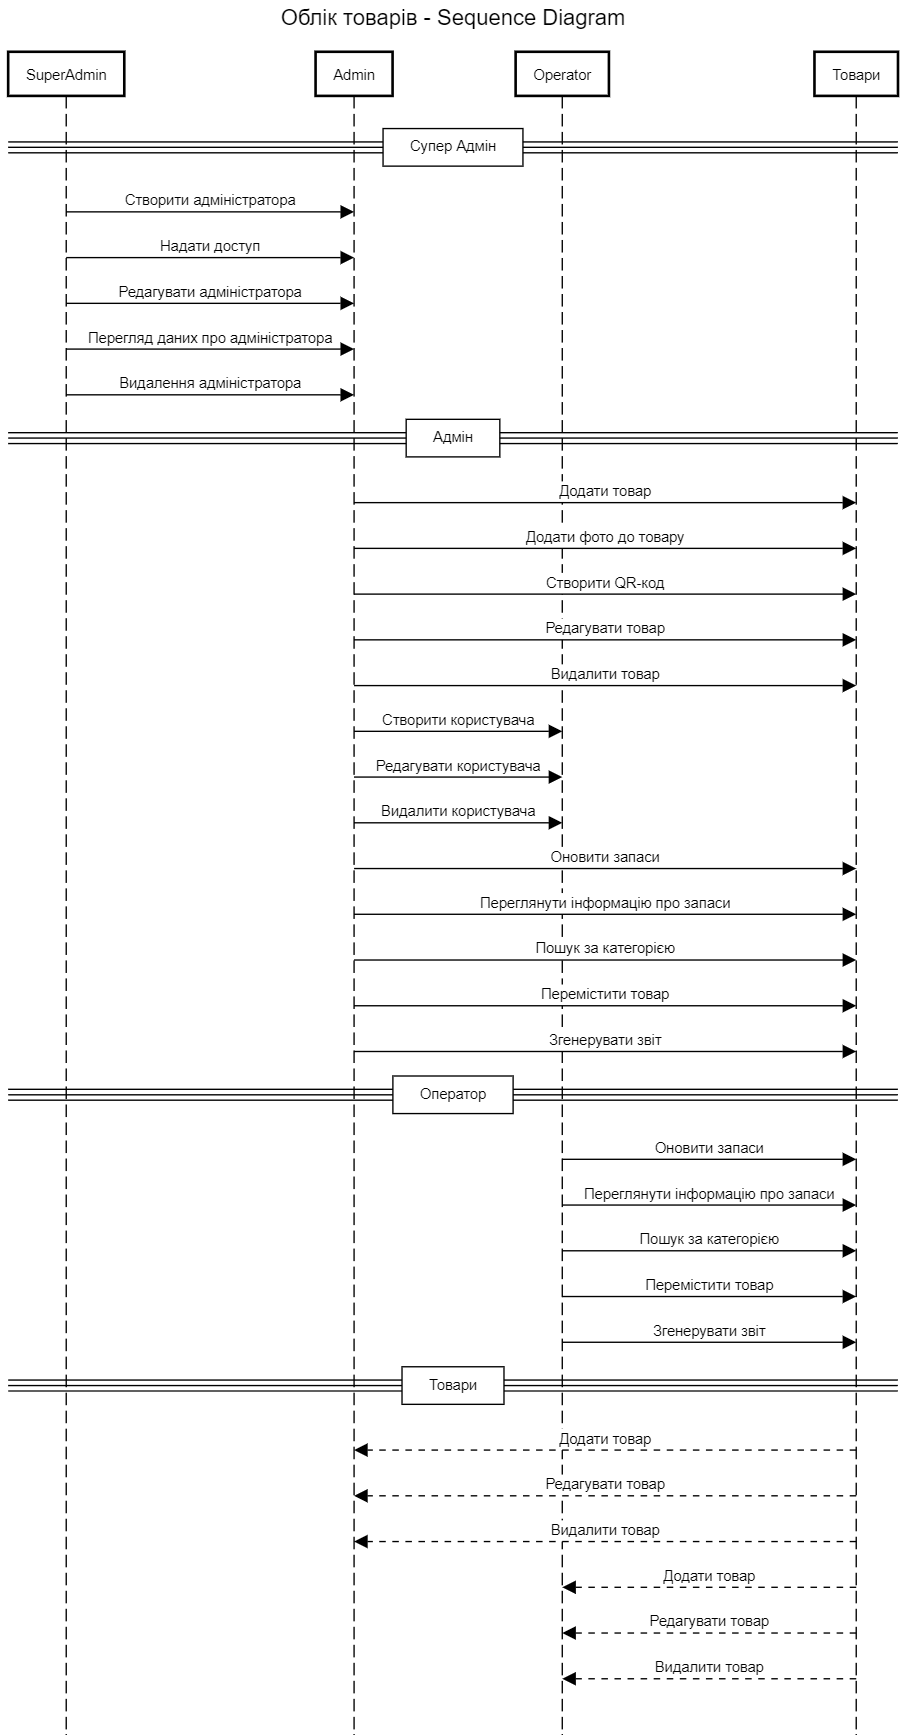 Облік товарів - Sequence Diagram
SuperAdmin
Admin
Operator
Товари
Супер Адмін
Створити адміністратора
Надати доступ
Редагувати адміністратора
Перегляд даних про адміністратора
Видалення адміністратора
Адмін
Додати товар
Додати фото до товару
Створити QR-код
Редагувати товар
Видалити товар
Створити користувача
Редагувати користувача
Видалити користувача
Оновити запаси
Переглянути інформацію про запаси
Пошук за категорією
Перемістити товар
Згенерувати звіт
Оператор
Оновити запаси
Переглянути інформацію про запаси
Пошук за категорією
Перемістити товар
Згенерувати звіт
Товари
Додати товар
Редагувати товар
Видалити товар
Додати товар
Редагувати товар
Видалити товар